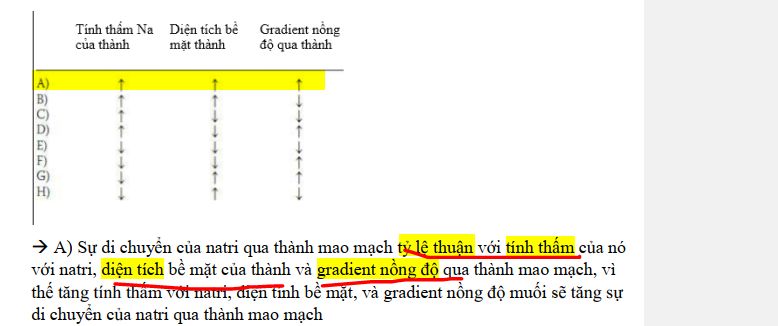 Tính thấm Na Diện tích bề Gradient nồng
của thành mặt thành độ qua thành
A) ↑ ↑ ↑
B) ↑ ↑ ↓
C) ↑ ↓ ↓
D) ↑ ↓ ↑
E) ↓ ↓ ↓
F) ↓ ↓ ↑
G) ↓ ↑ ↑
H) ↓ ↑ ↓
→ A) Sự di chuyển của natri qua thành mao mạch tỷ lệ thuận với tính thấm của nó
với natri, diện tích bề mặt của thành và gradient nồng độ qua thành mao mạch, vì
thế tăng tính thấm với natri, diện tình bề mặt, và gradient nồng độ muối sẽ tăng sự
di chuyển của natri qua thành mao mạch